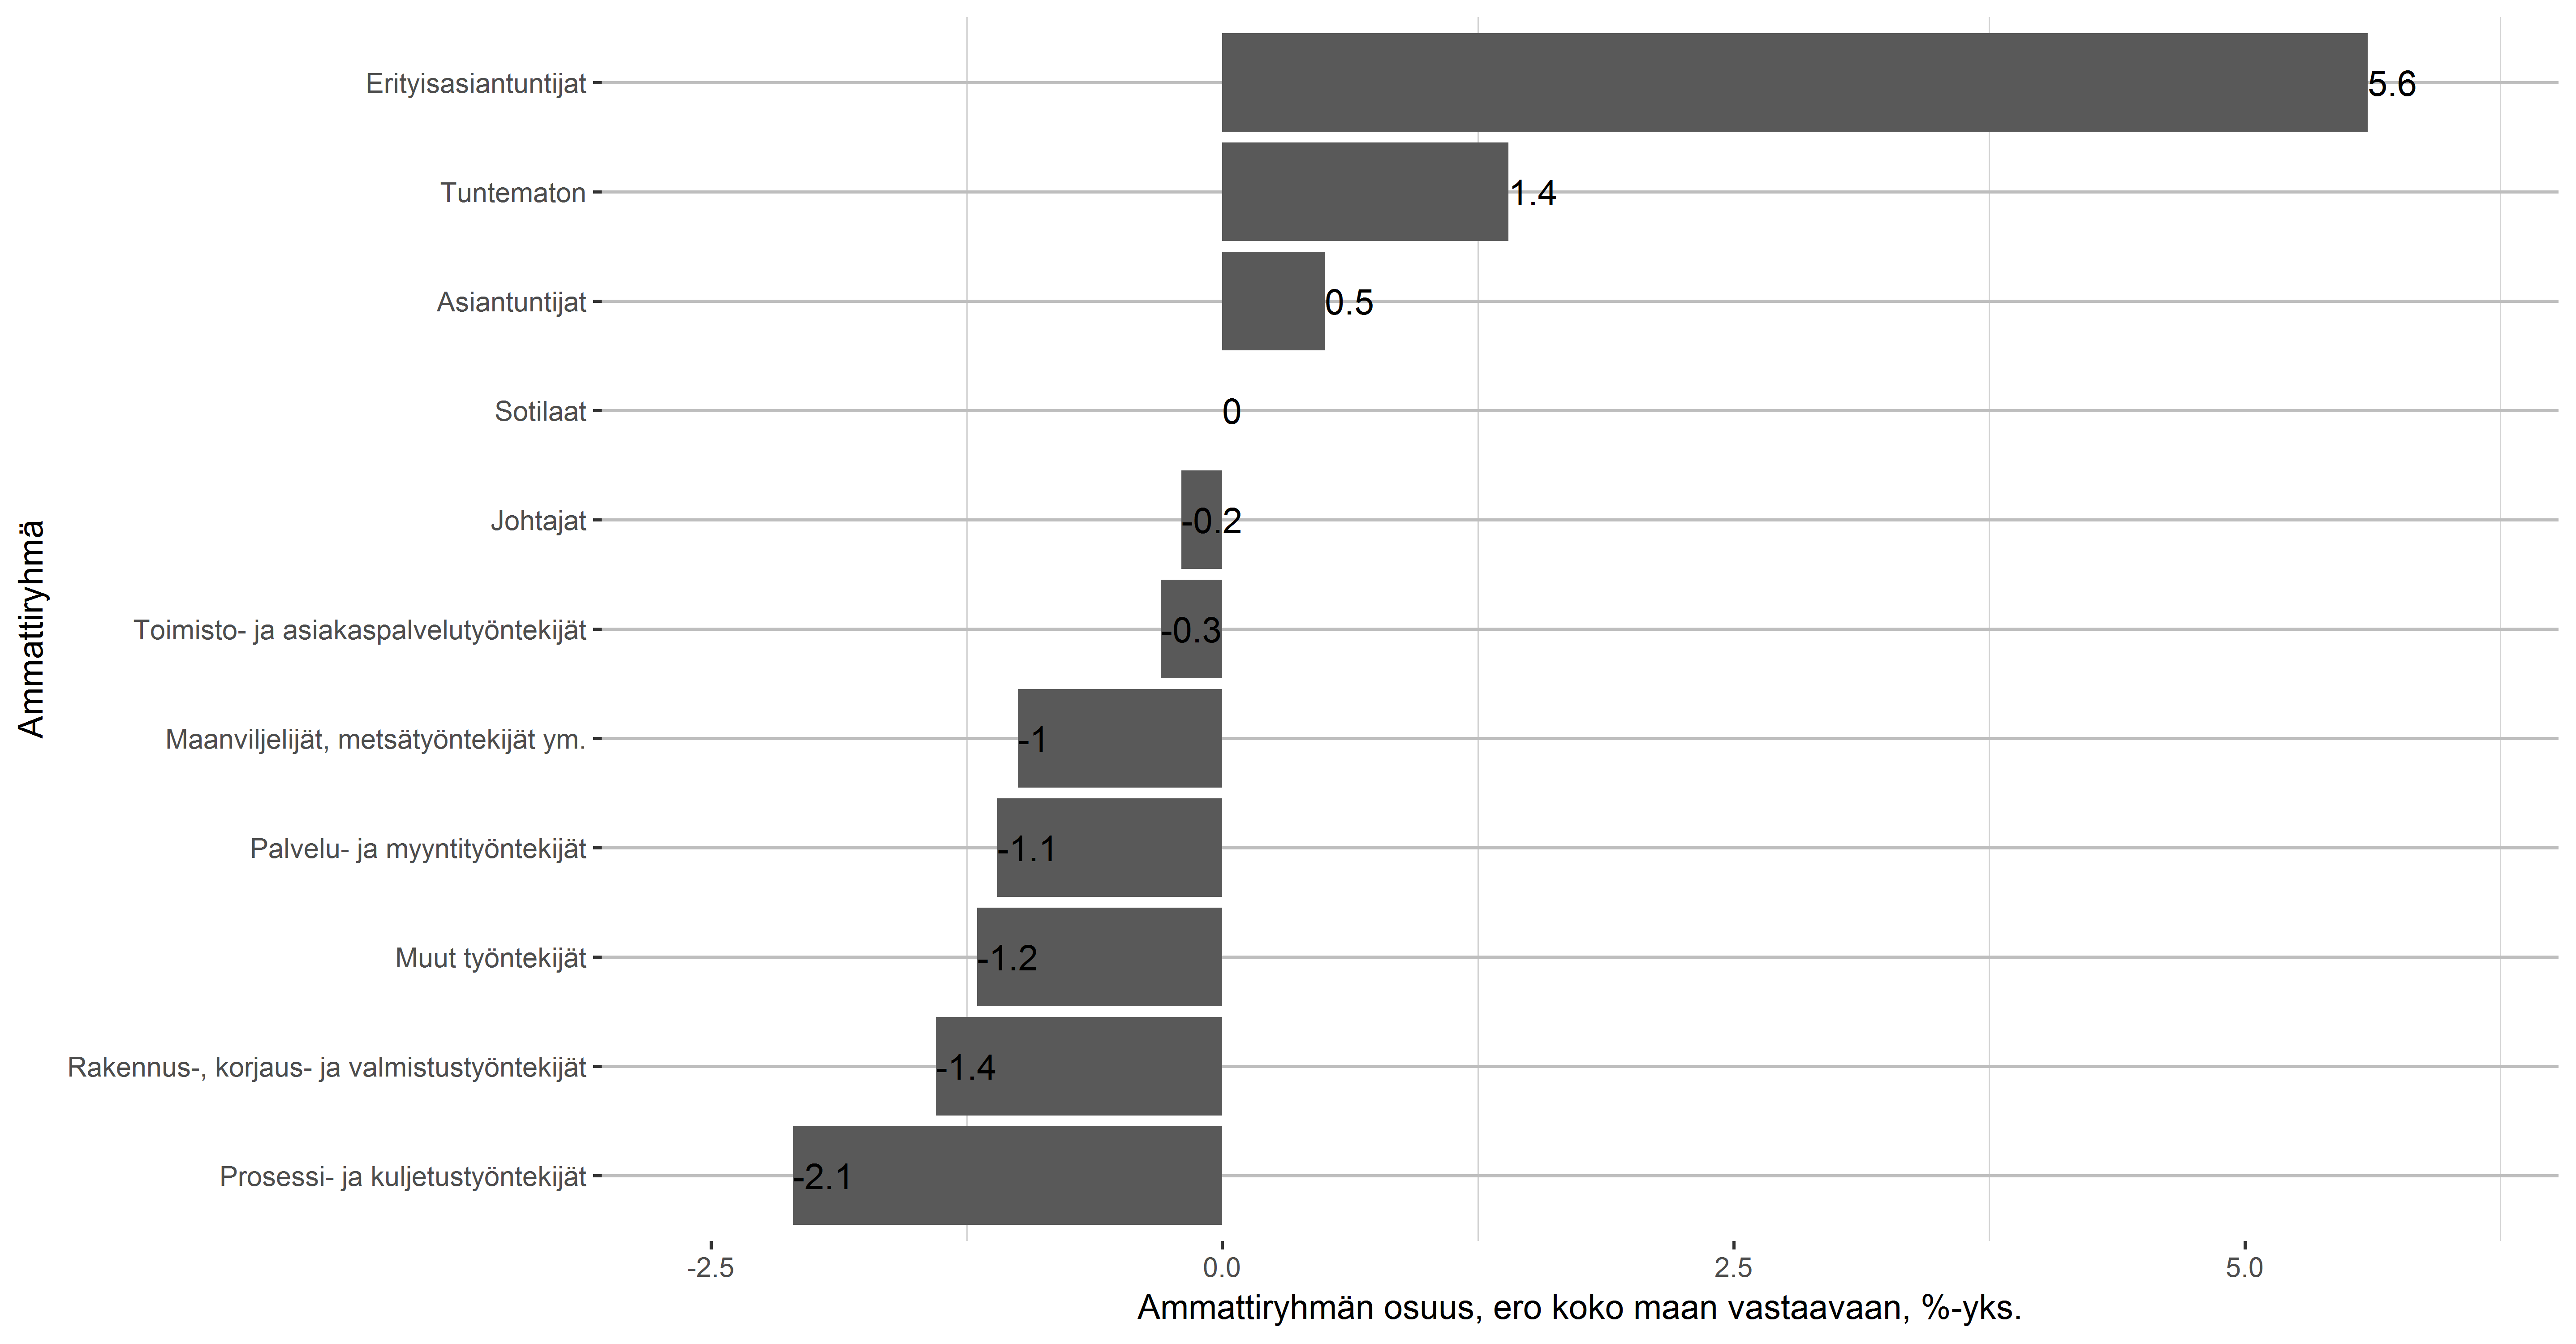 Ammattiryhmä
Erityisasiantuntijat
5.6
Tuntematon
1.4
Asiantuntijat
0.5
Sotilaat
0
Johtajat
-0.2
Toimisto- ja asiakaspalvelutyöntekijät
-0.3
Maanviljelijät, metsätyöntekijät ym.
-1
Palvelu- ja myyntityöntekijät
-1.1
Muut työntekijät
-1.2
Rakennus-, korjaus- ja valmistustyöntekijät
-1.4
Prosessi- ja kuljetustyöntekijät
-2.1
-2.5 0.0 2.5 5.0
Ammattiryhmän osuus, ero koko maan vastaavaan, %-yks.